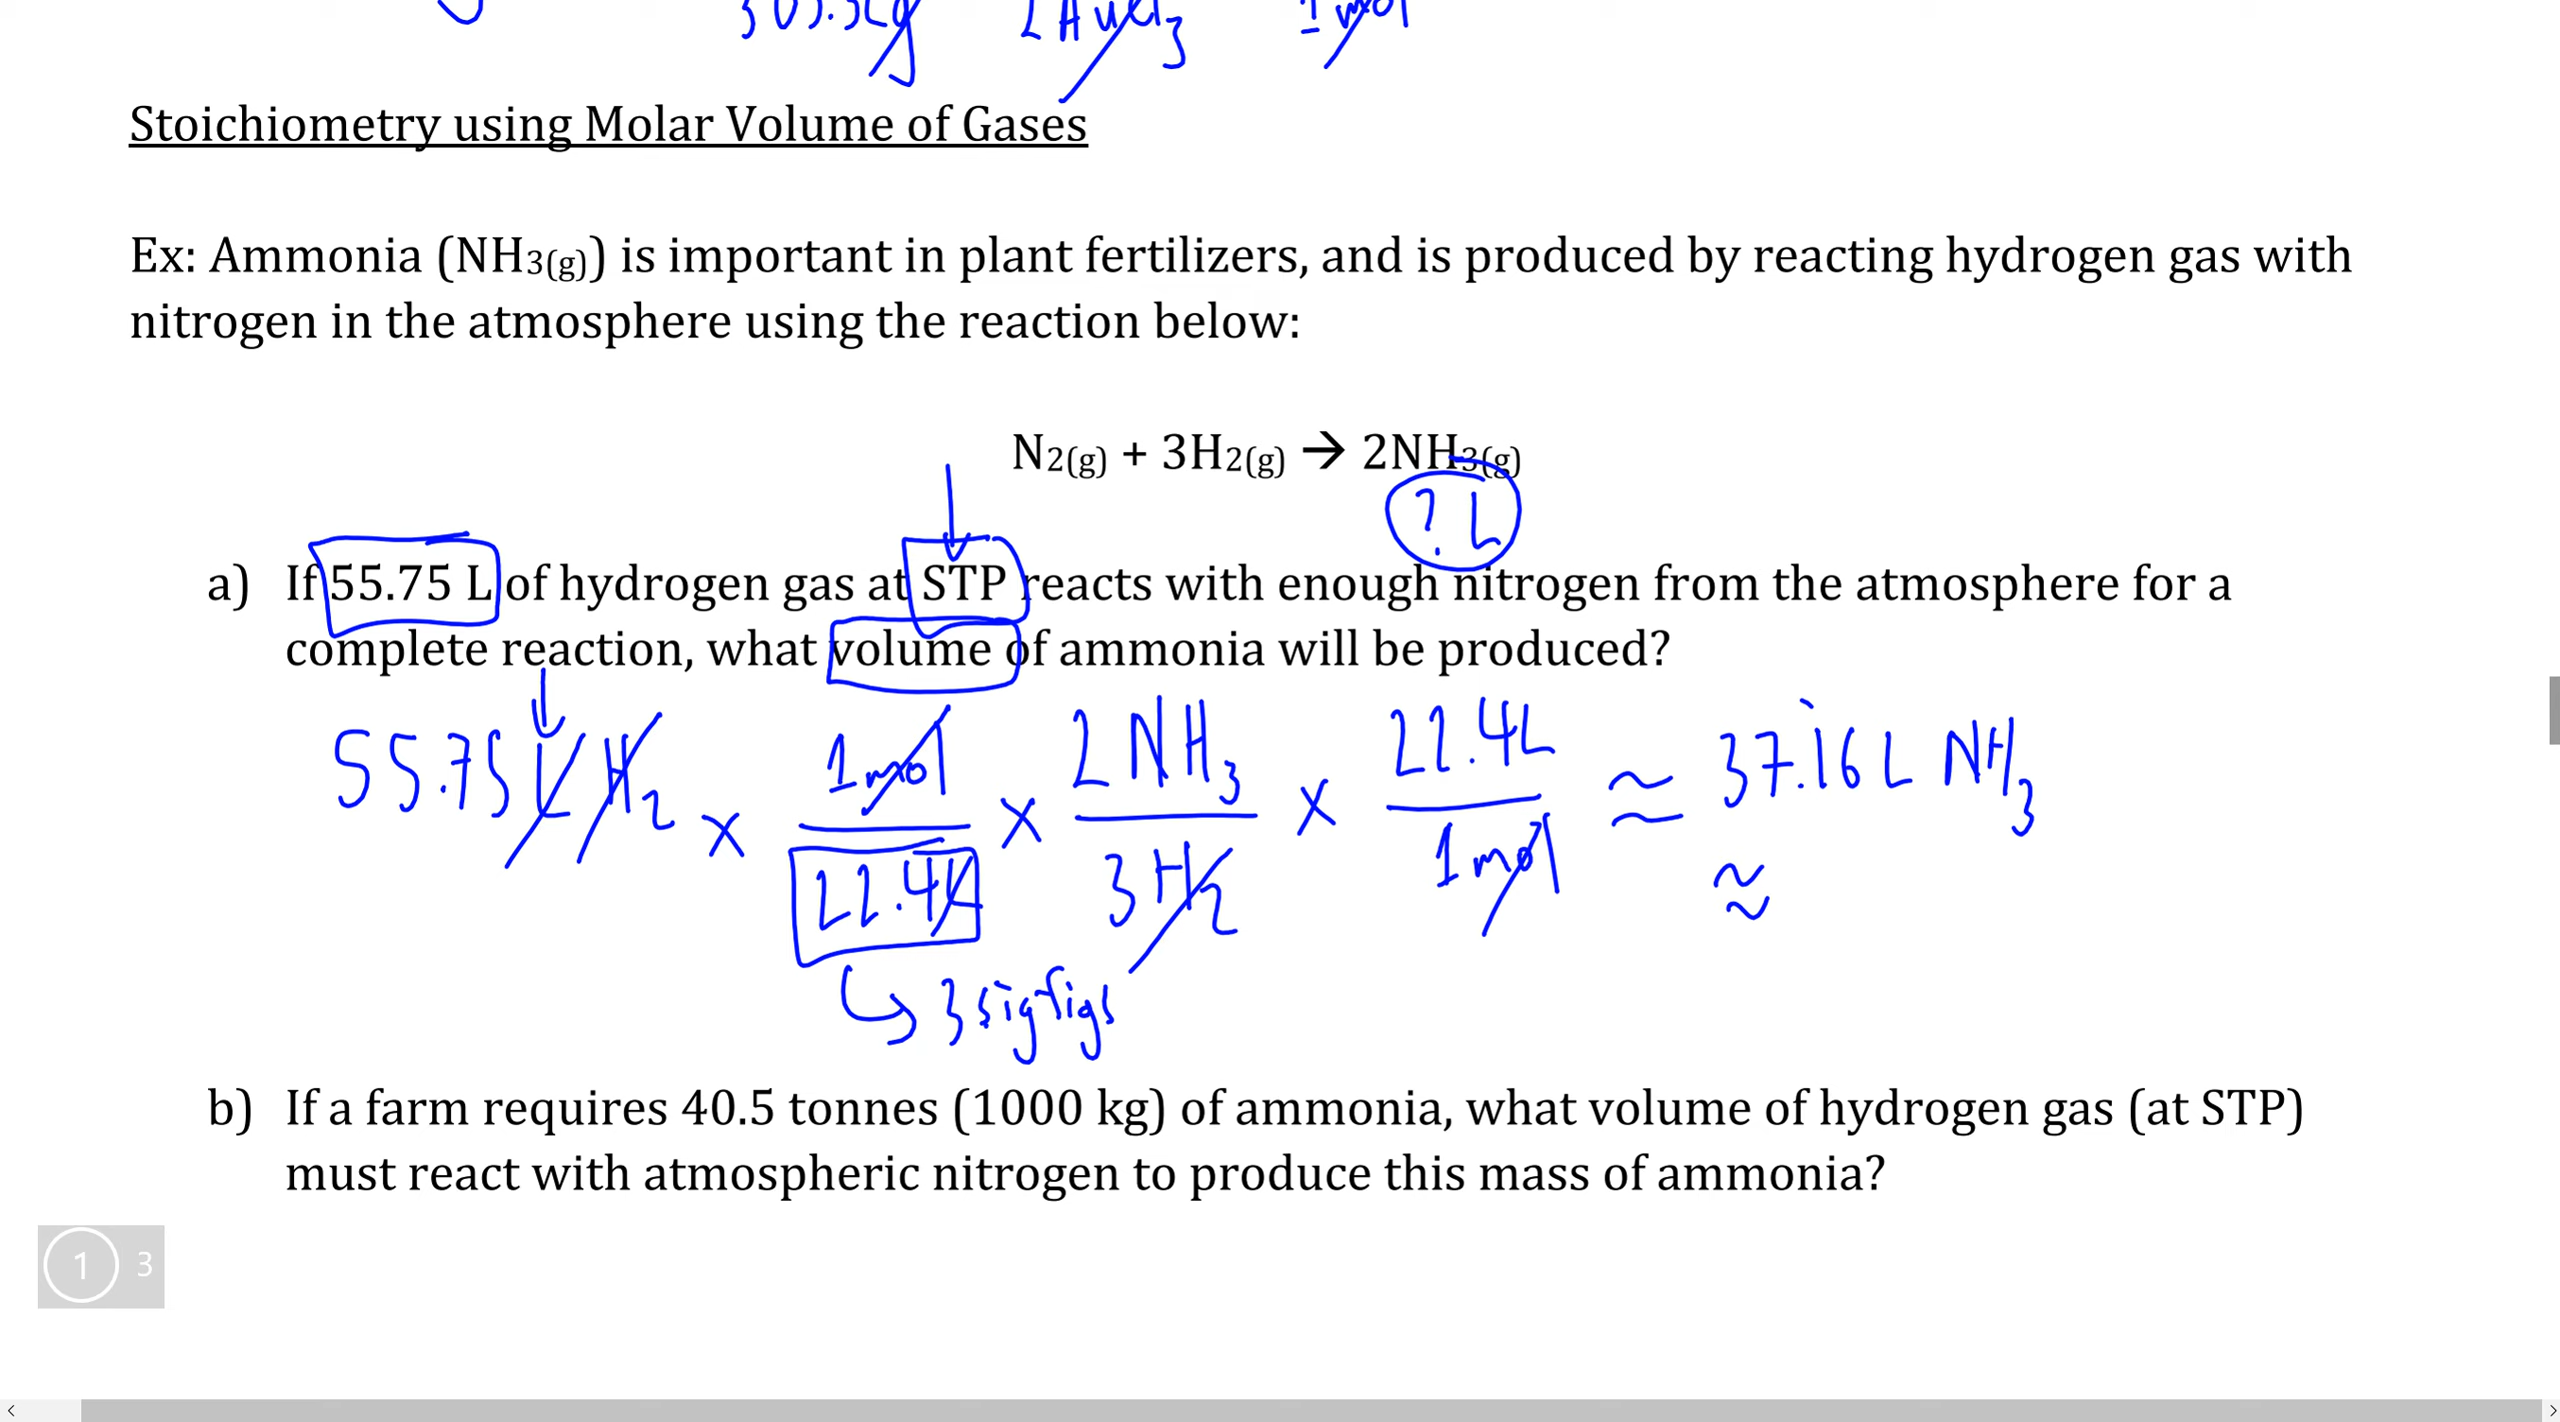 1 mol
Stoichiometry using Molar Volume of Gases
Ex: Ammonia (NH3(g)) is important in plant fertilizers, and is produced by reacting hydrogen gas with
nitrogen in the atmosphere using the reaction below:
N2(g) + 3H2(g) → 2NH3(g)
? L
a) If 55.75 L of hydrogen gas at STP reacts with enough nitrogen from the atmosphere for a
complete reaction, what volume of ammonia will be produced?
55.75 L H2 x 1 mol / 22.4L x 2 NH3 / 3 H2 x 22.4L / 1 mol ≈ 37.16 L NH3
≈
↳ 3 sig figs
b) If a farm requires 40.5 tonnes (1000 kg) of ammonia, what volume of hydrogen gas (at STP)
must react with atmospheric nitrogen to produce this mass of ammonia?
1 3